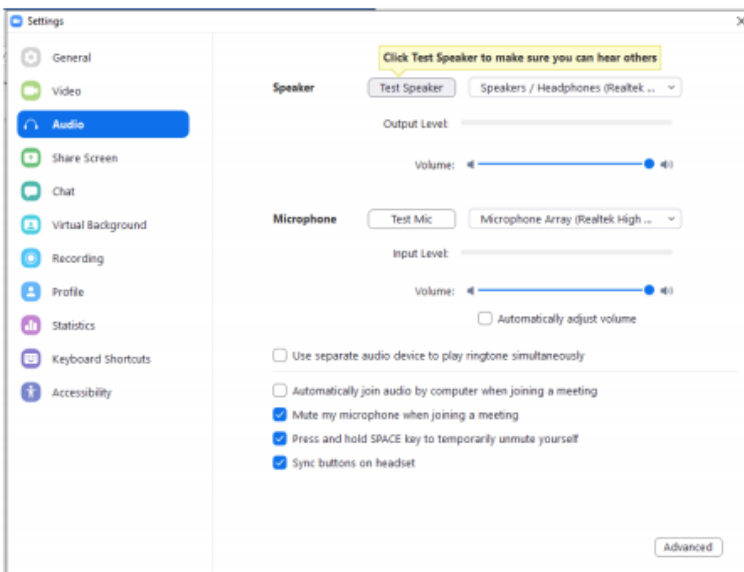 Settings
General
Video
Audio
Share Screen
Chat
Virtual Background
Recording
Profile
Statistics
Keyboard Shortcuts
Accessibility
Click Test Speaker to make sure you can hear others
Speaker Test Speaker Speakers / Headphones (Realtek ...
Output Level:
Volume:
Microphone Test Mic Microphone Array (Realtek High ...
Input Level:
Volume:
Automatically adjust volume
Use separate audio device to play ringtone simultaneously
Automatically join audio by computer when joining a meeting
Mute my microphone when joining a meeting
Press and hold SPACE key to temporarily unmute yourself
Sync buttons on headset
Advanced